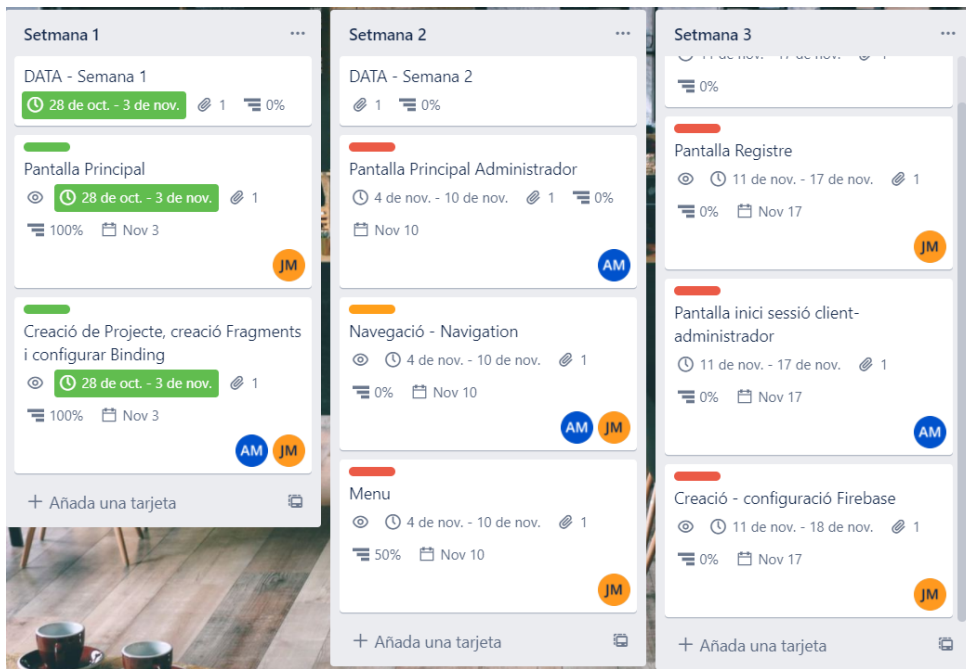 Setmana 1
DATA - Semana 1
28 de oct. - 3 de nov. 1 0%
Pantalla Principal
28 de oct. - 3 de nov. 1
100% Nov 3
JM
Creació de Projecte, creació Fragments
i configurar Binding
28 de oct. - 3 de nov. 1
100% Nov 3
AM JM
+ Añada una tarjeta
Setmana 2
DATA - Semana 2
1 0%
Pantalla Principal Administrador
4 de nov. - 10 de nov. 1 0%
Nov 10
AM
Navegació - Navigation
4 de nov. - 10 de nov. 1
0% Nov 10
AM JM
Menu
4 de nov. - 10 de nov. 1
50% Nov 10
JM
+ Añada una tarjeta
Setmana 3
11 de nov. - 17 de nov. 1
0%
Pantalla Registre
11 de nov. - 17 de nov. 1
0% Nov 17
JM
Pantalla inici sessió client-
administrador
11 de nov. - 17 de nov. 1
0% Nov 17
AM
Creació - configuració Firebase
11 de nov. - 18 de nov. 1
0% Nov 17
JM
+ Añada una tarjeta